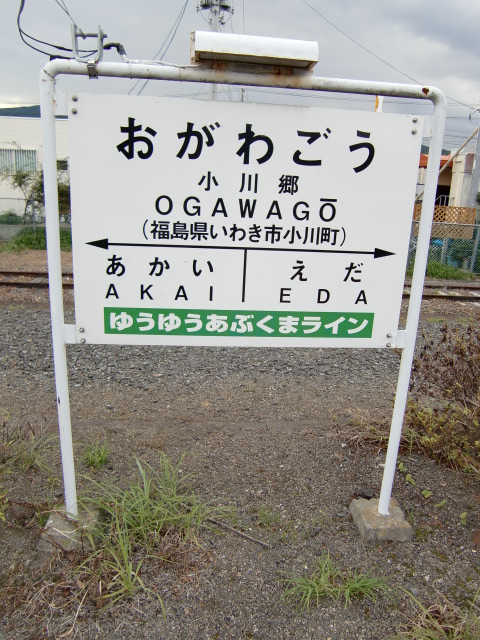 おがわごう
小川郷
OGAWAGŌ
(福島県いわき市小川町)
あかい えだ
AKAI EDA
ゆうゆうあぶくまライン